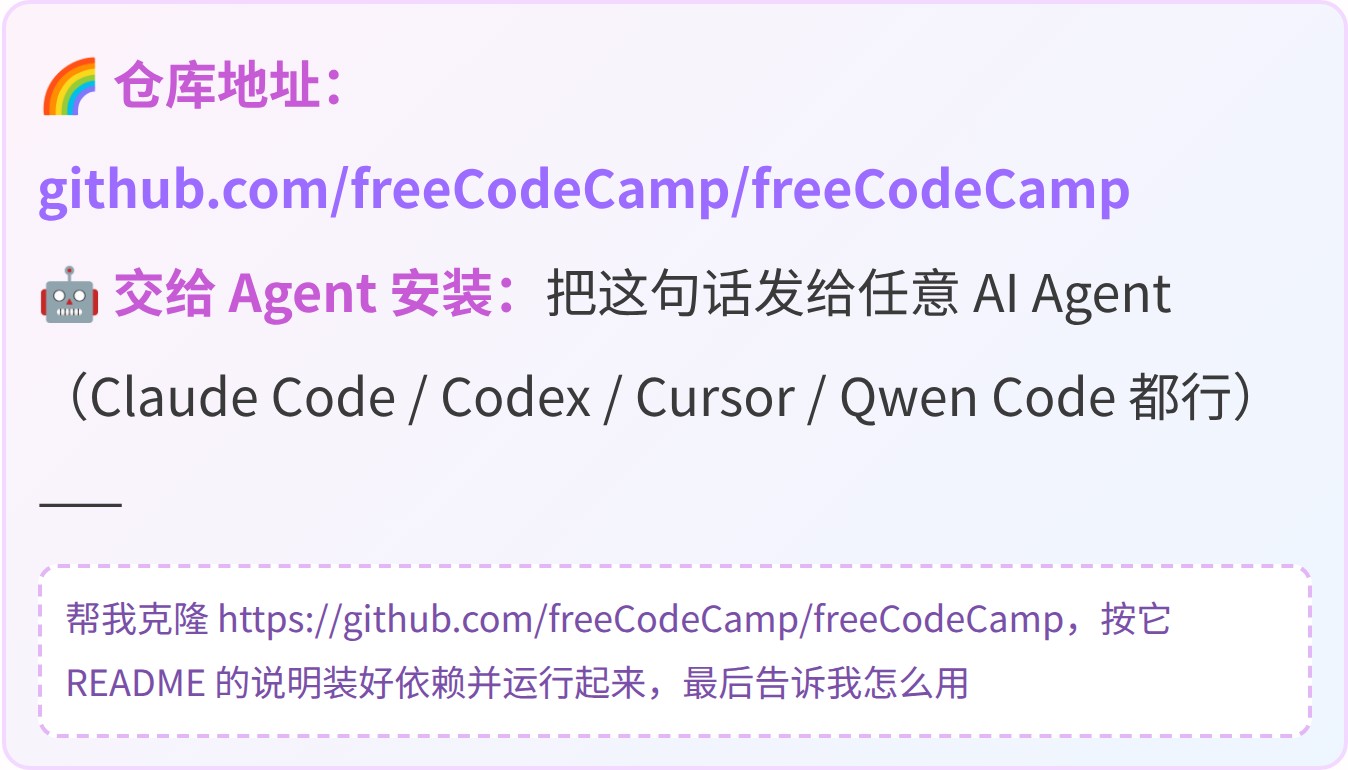 🌈 仓库地址：
github.com/freeCodeCamp/freeCodeCamp
🤖 交给 Agent 安装：把这句话发给任意 AI Agent
（Claude Code / Codex / Cursor / Qwen Code 都行）
——
帮我克隆 https://github.com/freeCodeCamp/freeCodeCamp，按它
README 的说明装好依赖并运行起来，最后告诉我怎么用